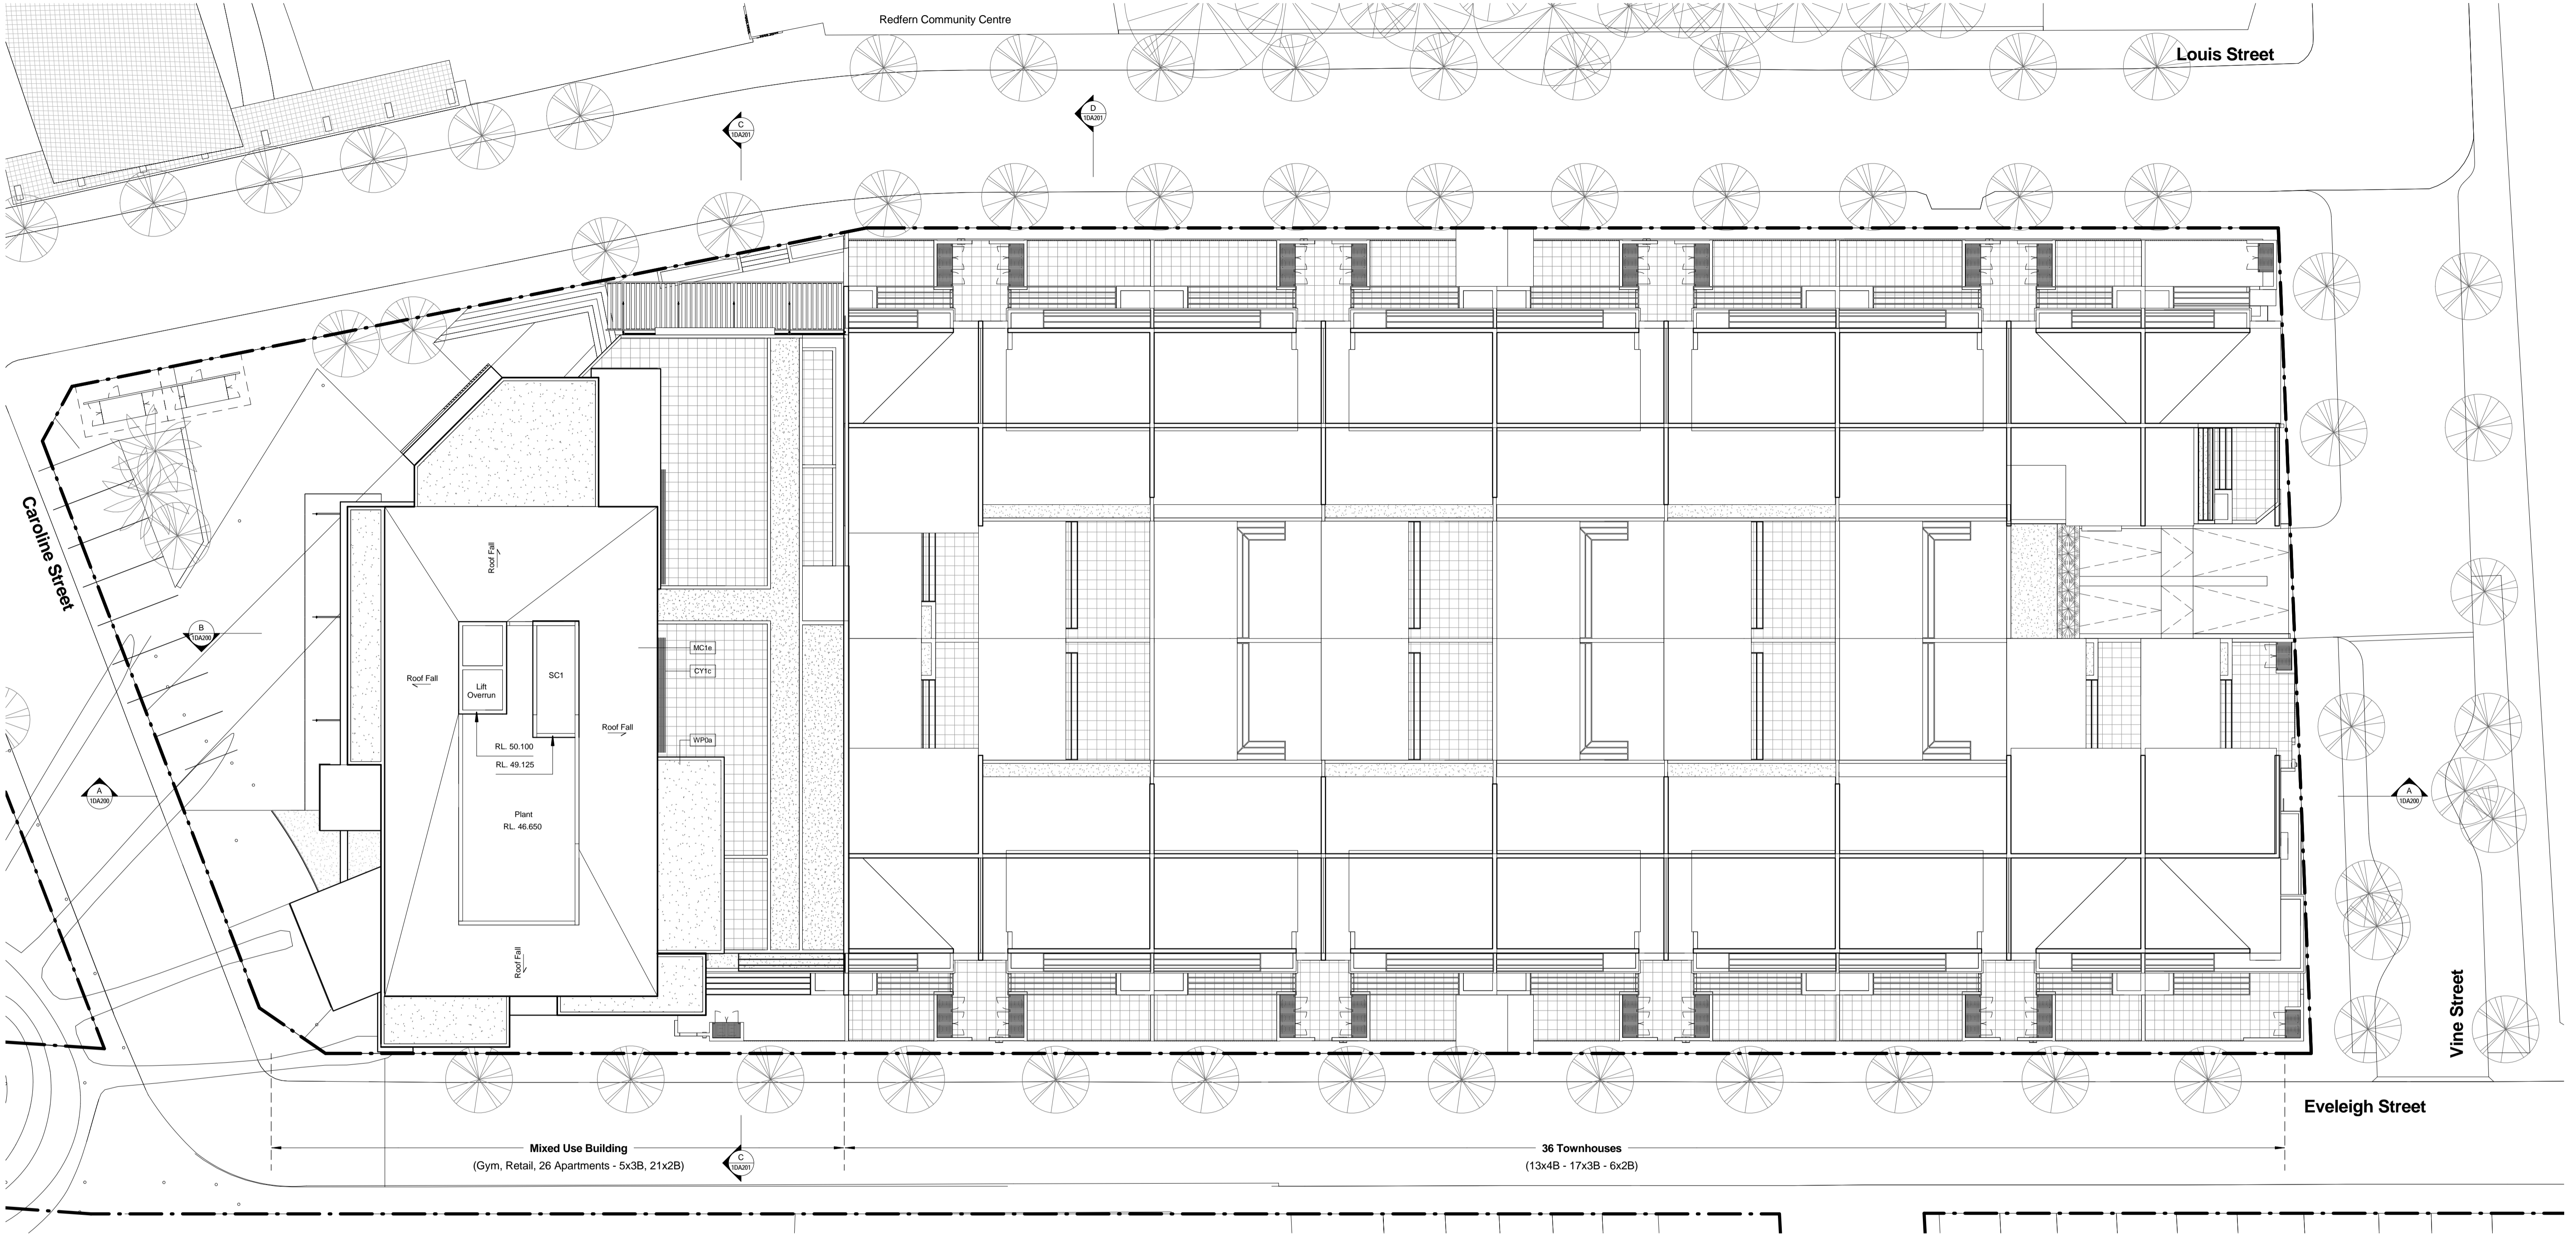 Redfern Community Centre
Louis Street
D
1DA201
C
1DA201
Caroline Street
Roof Fall
B
1DA200
MC1e
CY1c
Roof Fall
Lift
Overrun
SC1
Roof Fall
WP0a
RL. 50.100
RL. 49.125
A
1DA200
A
1DA200
Plant
RL. 46.650
Roof Fall
Vine Street
Eveleigh Street
Mixed Use Building
(Gym, Retail, 26 Apartments - 5x3B, 21x2B)
C
1DA201
36 Townhouses
(13x4B - 17x3B - 6x2B)